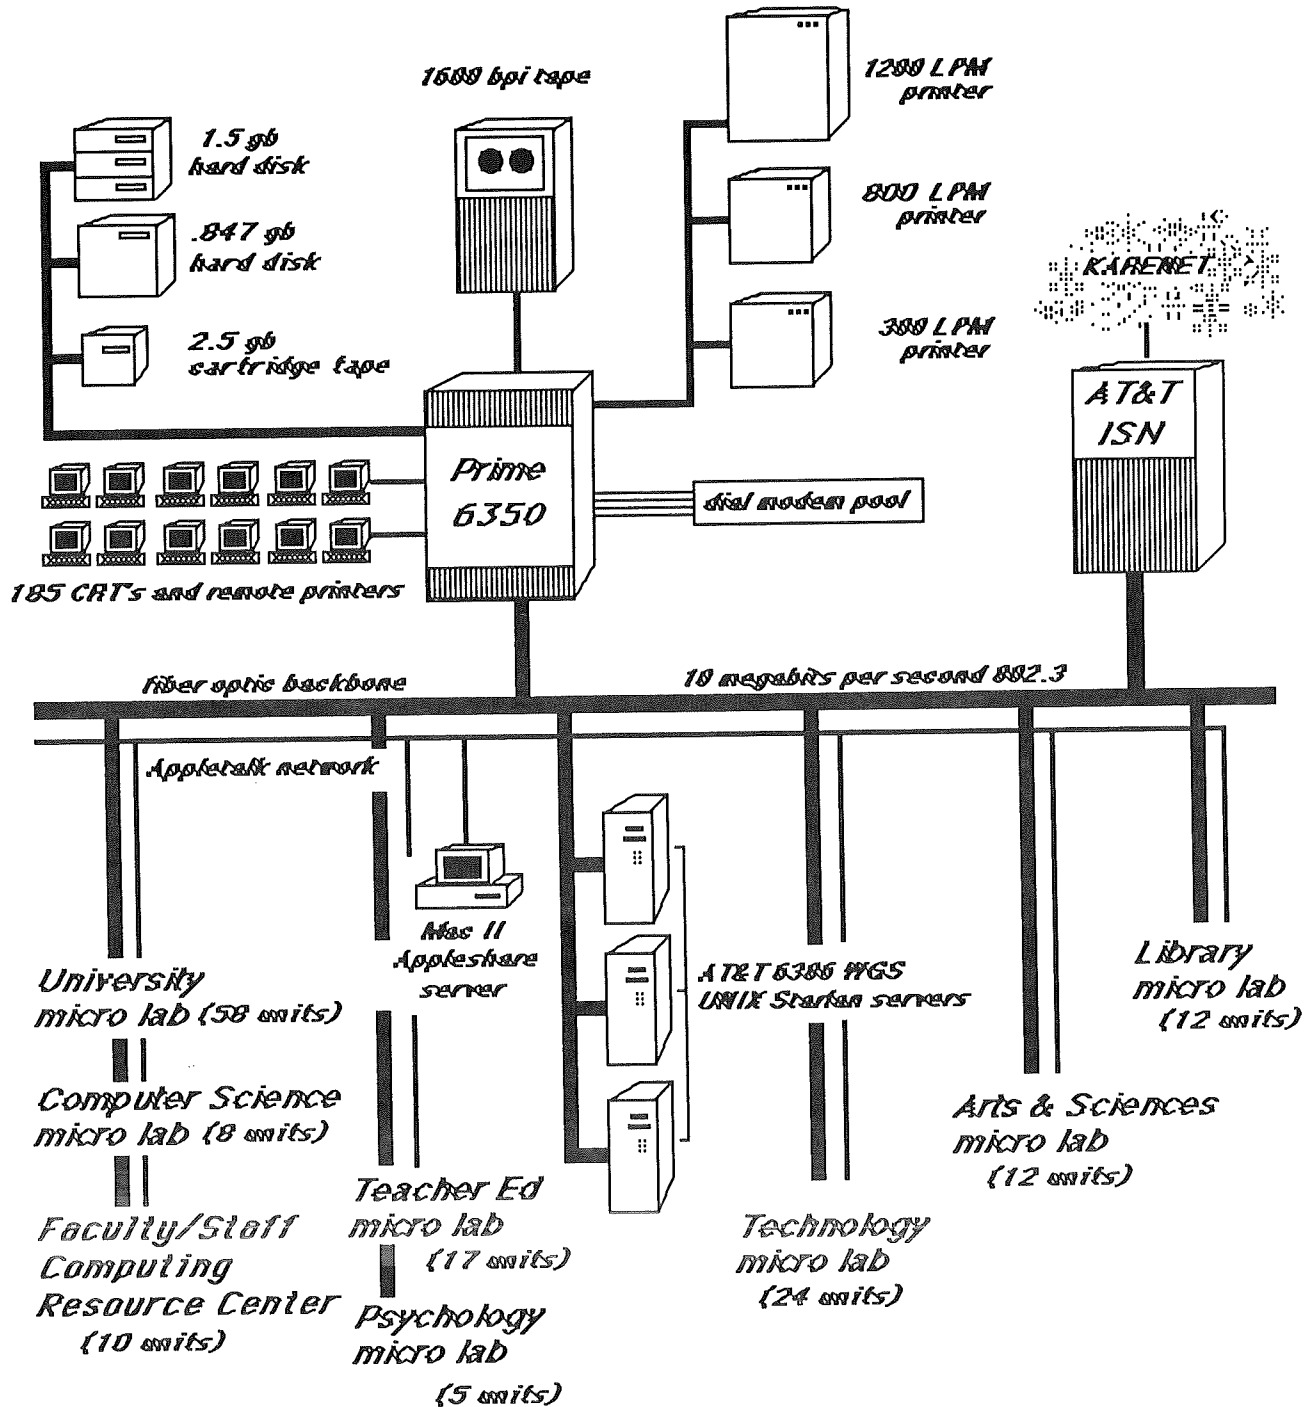 1600 bpi tape
1200 LPM
printer
1.5 gb
hard disk
800 LPM
printer
.847 gb
hard disk
KARENET
300 LPM
printer
2.5 gb
cartridge tape
AT&T
ISN
Prime
6350
dial modem pool
185 CRT's and remote printers
Fiber optic backbone
10 megabits per second 802.3
Appletalk network
Mac II
Appleshare
server
AT&T 6386 WGS
UNIX Starlan servers
Library
micro lab
(12 units)
University
micro lab (58 units)
Computer Science
micro lab (8 units)
Arts & Sciences
micro lab
(12 units)
Teacher Ed
micro lab
(17 units)
Technology
micro lab
(24 units)
Faculty/Staff
Computing
Resource Center
(10 units)
Psychology
micro lab
(5 units)